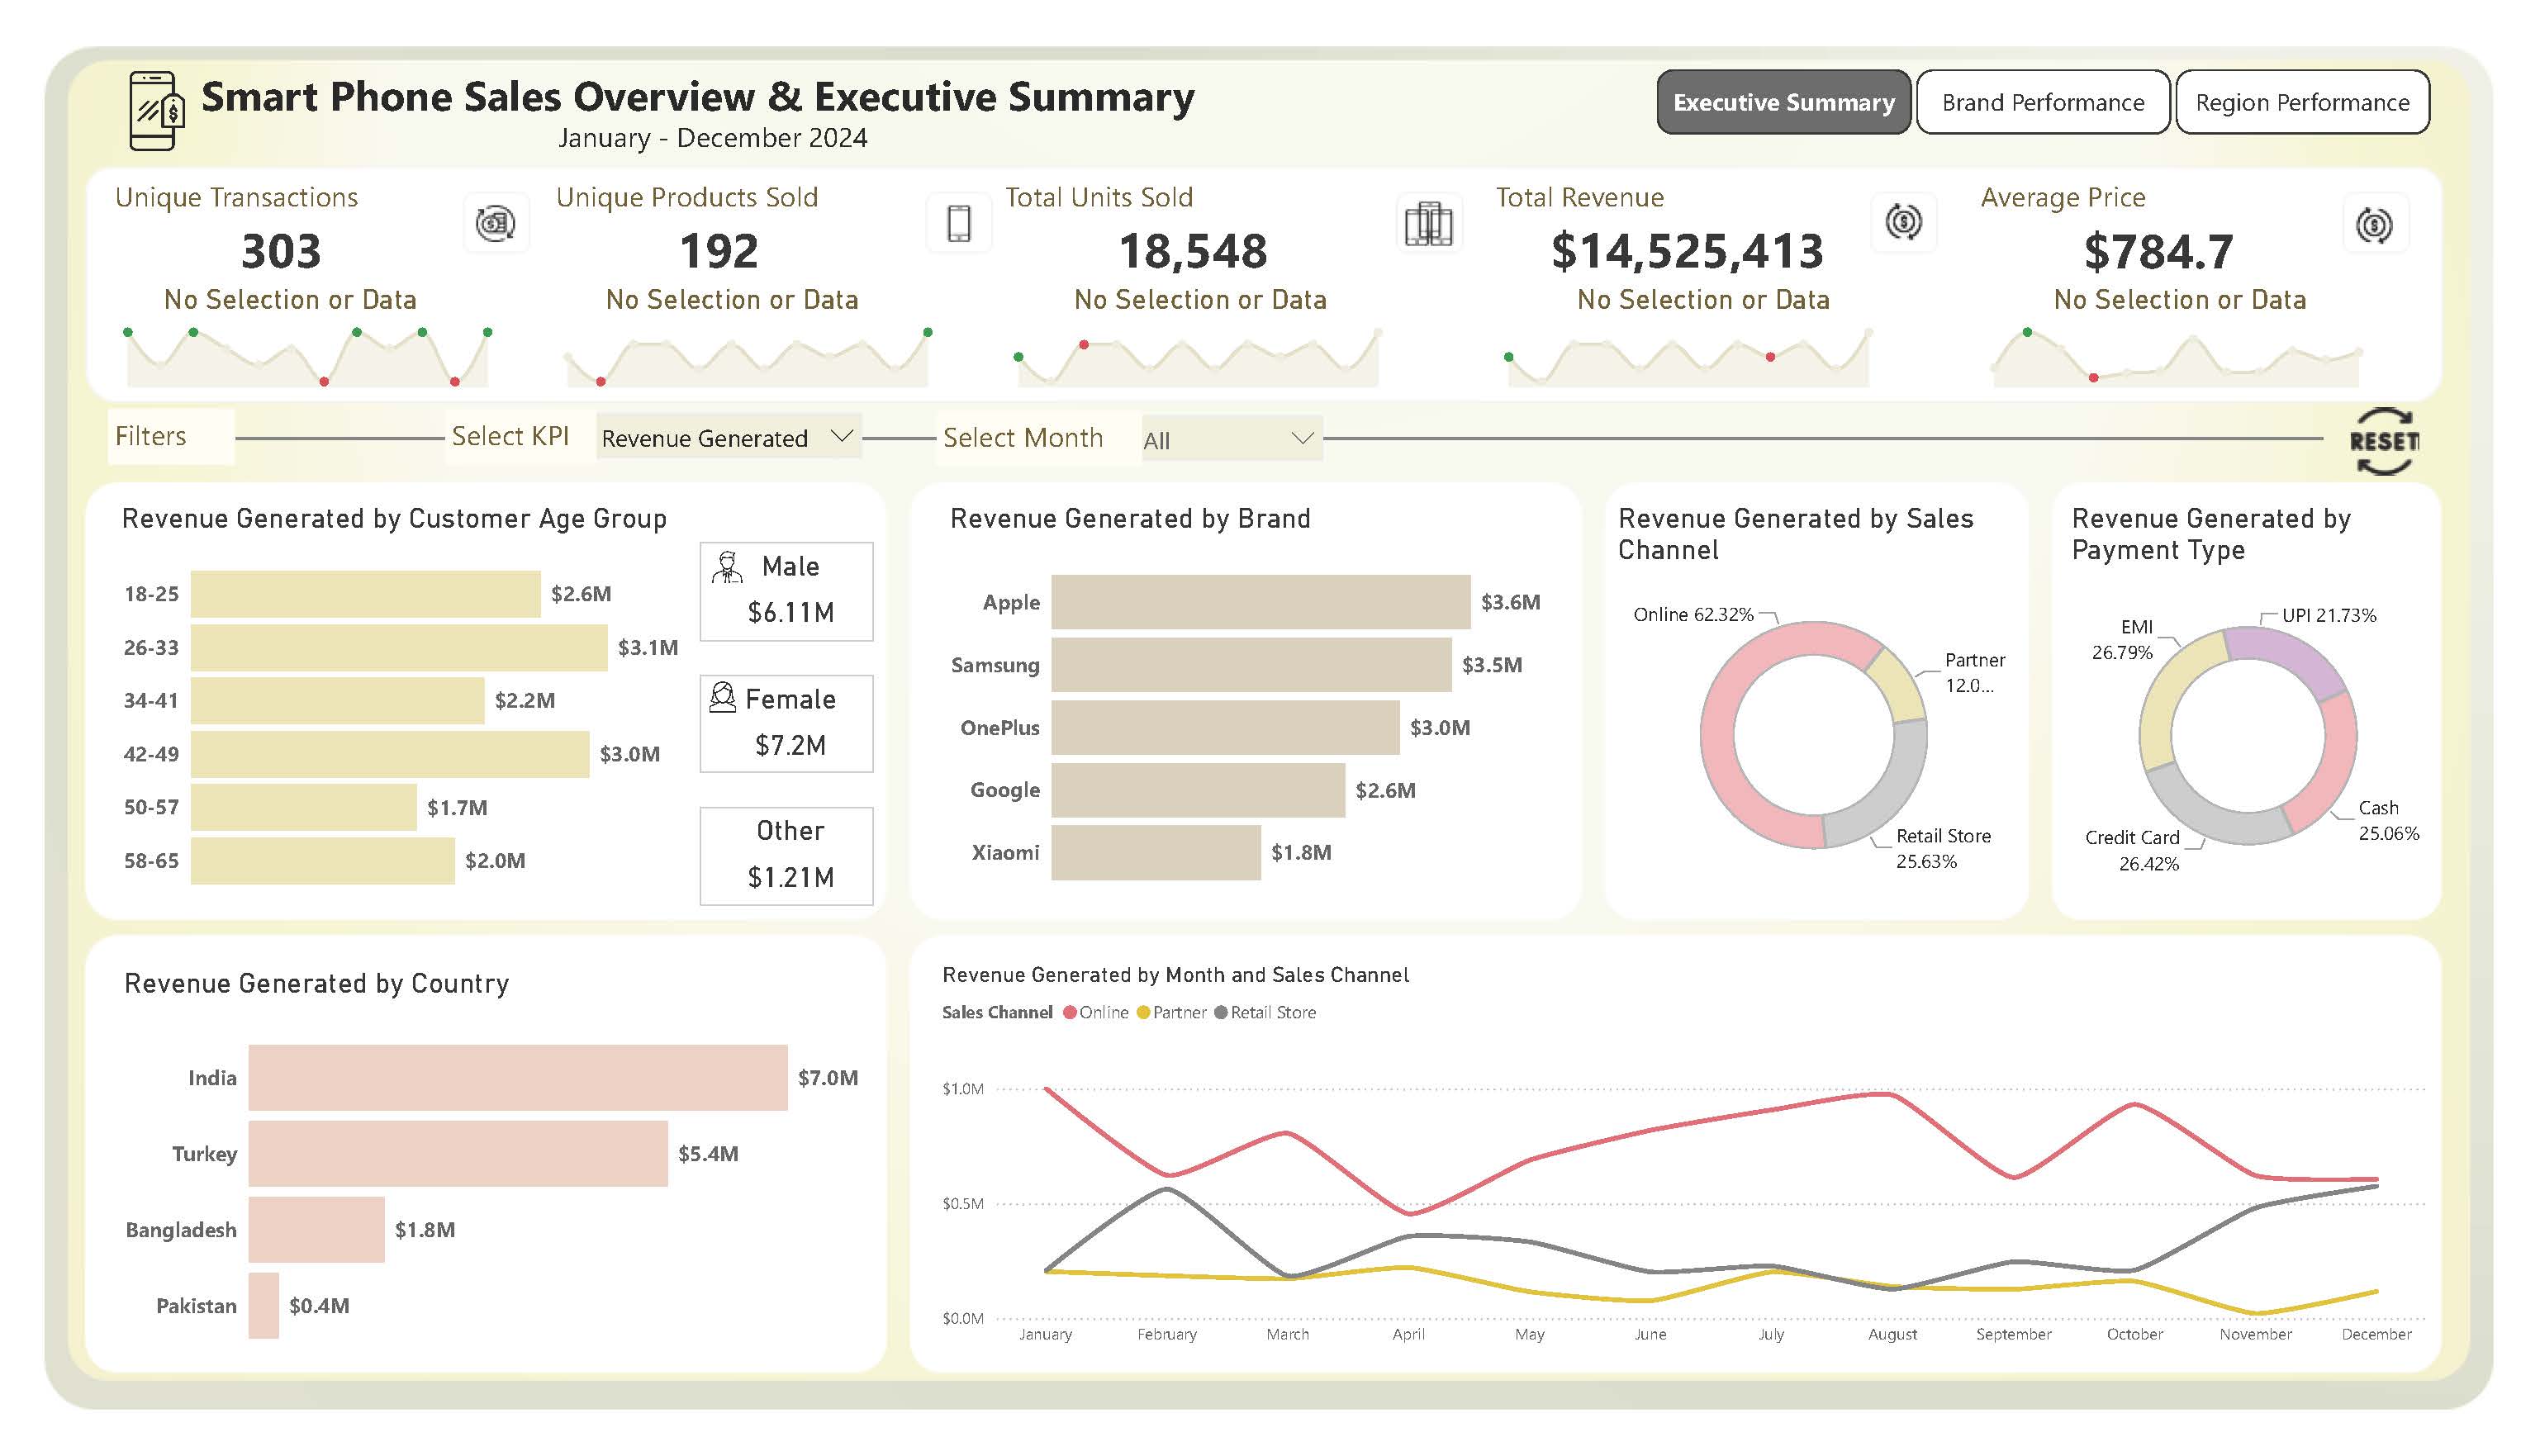 Smart Phone Sales Overview & Executive Summary
January - December 2024
Executive Summary
Brand Performance
Region Performance
Unique Transactions
303
No Selection or Data
Unique Products Sold
192
No Selection or Data
Total Units Sold
18,548
No Selection or Data
Total Revenue
$14,525,413
No Selection or Data
Average Price
$784.7
No Selection or Data
Filters
Select KPI
Revenue Generated
Select Month
All
RESET
Revenue Generated by Customer Age Group
18-25 $2.6M
26-33 $3.1M
34-41 $2.2M
42-49 $3.0M
50-57 $1.7M
58-65 $2.0M
Male
$6.11M
Female
$7.2M
Other
$1.21M
Revenue Generated by Brand
Apple $3.6M
Samsung $3.5M
OnePlus $3.0M
Google $2.6M
Xiaomi $1.8M
Revenue Generated by Sales
Channel
Online 62.32%
Partner
12.0...
Retail Store
25.63%
Revenue Generated by
Payment Type
UPI 21.73%
EMI
26.79%
Cash
25.06%
Credit Card
26.42%
Revenue Generated by Country
India $7.0M
Turkey $5.4M
Bangladesh $1.8M
Pakistan $0.4M
Revenue Generated by Month and Sales Channel
Sales Channel Online Partner Retail Store
$1.0M
$0.5M
$0.0M
January February March April May June July August September October November December